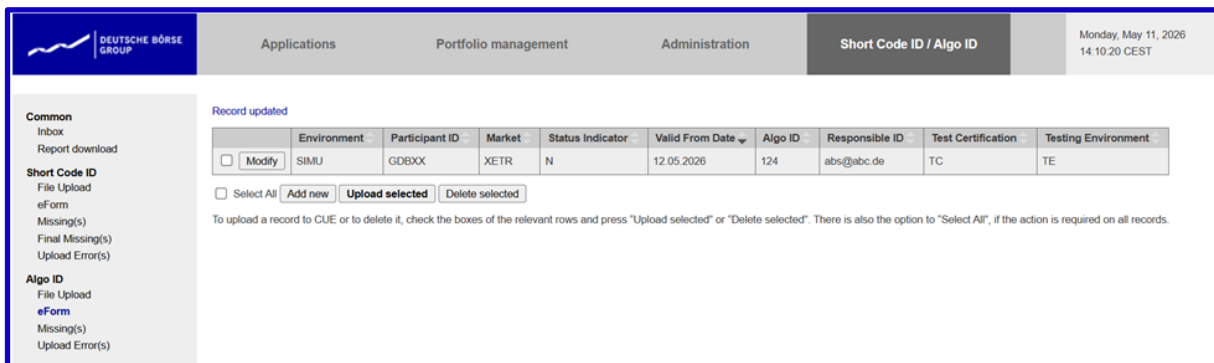 DEUTSCHE BÖRSE
GROUP
Applications
Portfolio management
Administration
Short Code ID / Algo ID
Monday, May 11, 2026
14:10:20 CEST
Common
Inbox
Report download
Short Code ID
File Upload
eForm
Missing(s)
Final Missing(s)
Upload Error(s)
Algo ID
File Upload
eForm
Missing(s)
Upload Error(s)
Record updated
Environment Participant ID Market Status Indicator Valid From Date Algo ID Responsible ID Test Certification Testing Environment
Modify SIMU GDBXX XETR N 12.05.2026 124 abs@abc.de TC TE
Select All Add new Upload selected Delete selected
To upload a record to CUE or to delete it, check the boxes of the relevant rows and press "Upload selected" or "Delete selected". There is also the option to "Select All", if the action is required on all records.